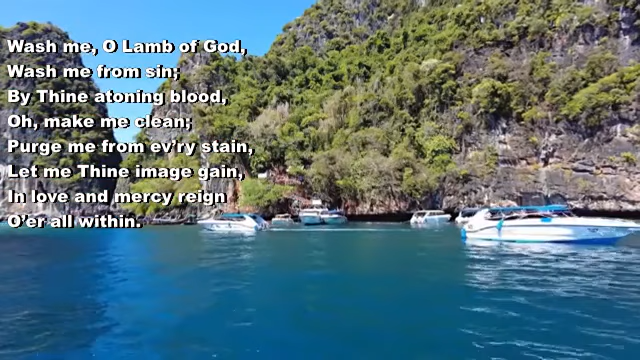 Wash me, O Lamb of God,
Wash me from sin;
By Thine atoning blood,
Oh, make me clean;
Purge me from ev’ry stain,
Let me Thine image gain,
In love and mercy reign
O’er all within.